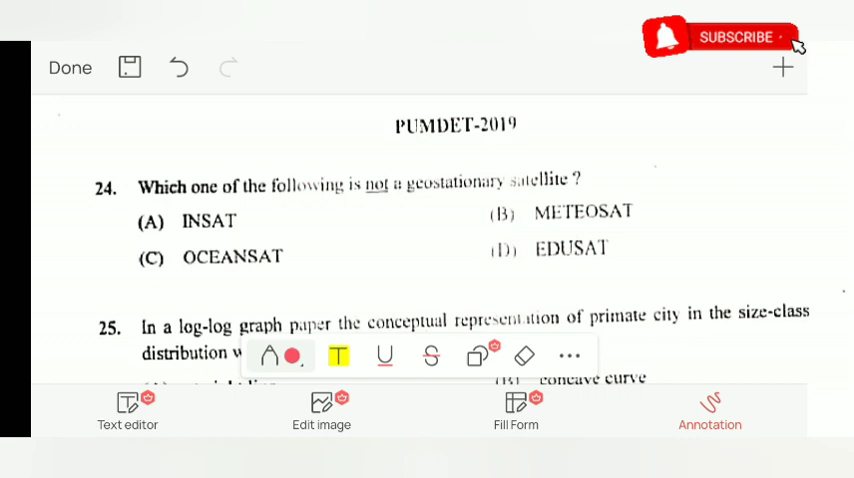 SUBSCRIBE
Done
PUMDET-2019
24. Which one of the following is not a geostationary satellite ?
(A) INSAT (B) METEOSAT
(C) OCEANSAT (D) EDUSAT
25. In a log-log graph paper the conceptual representation of primate city in the size-class
distribution
(B) concave curve
T U S
Text editor Edit image Fill Form Annotation